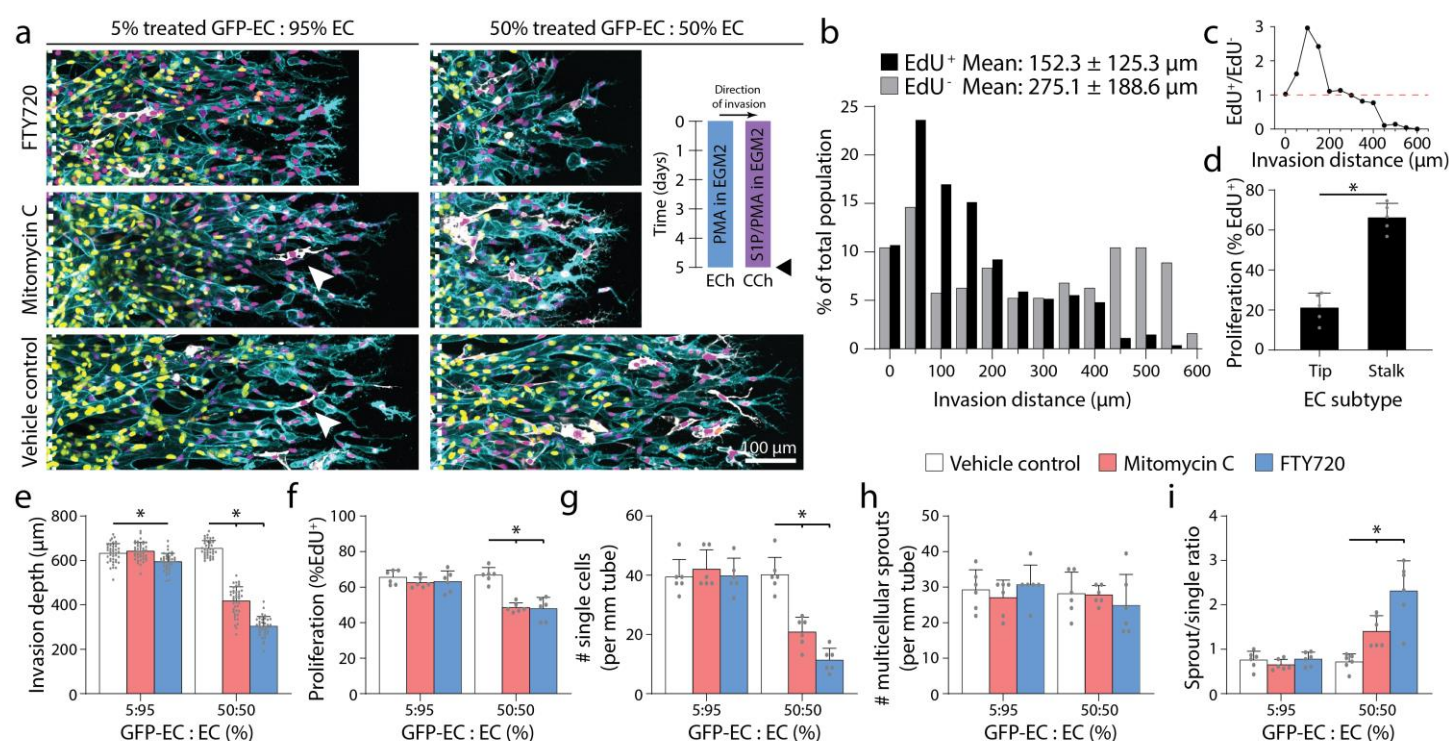 a
5% treated GFP-EC : 95% EC
50% treated GFP-EC : 50% EC
FTY720
Mitomycin C
Vehicle control
100 µm
Direction
of invasion
Time (days)
0
1
2
3
4
5
PMA in EGM2
S1P/PMA in EGM2
ECh
CCh
b
EdU+ Mean: 152.3 ± 125.3 µm
EdU- Mean: 275.1 ± 188.6 µm
% of total population
25
20
15
10
5
0
0 100 200 300 400 500 600
Invasion distance (µm)
c
EdU+/EdU-
3
2
1
0
0 200 400 600
Invasion distance (µm)
d
Proliferation (% EdU+)
80
60
40
20
0
*
Tip Stalk
EC subtype
Vehicle control Mitomycin C FTY720
e
Invasion depth (µm)
800
600
400
200
0
* *
5:95 50:50
GFP-EC : EC (%)
f
Proliferation (%EdU+)
100
80
60
40
20
0
*
5:95 50:50
GFP-EC : EC (%)
g
# single cells
(per mm tube)
60
40
20
0
*
5:95 50:50
GFP-EC : EC (%)
h
# multicellular sprouts
(per mm tube)
50
40
30
20
10
0
5:95 50:50
GFP-EC : EC (%)
i
Sprout/single ratio
4
3
2
1
0
*
5:95 50:50
GFP-EC : EC (%)